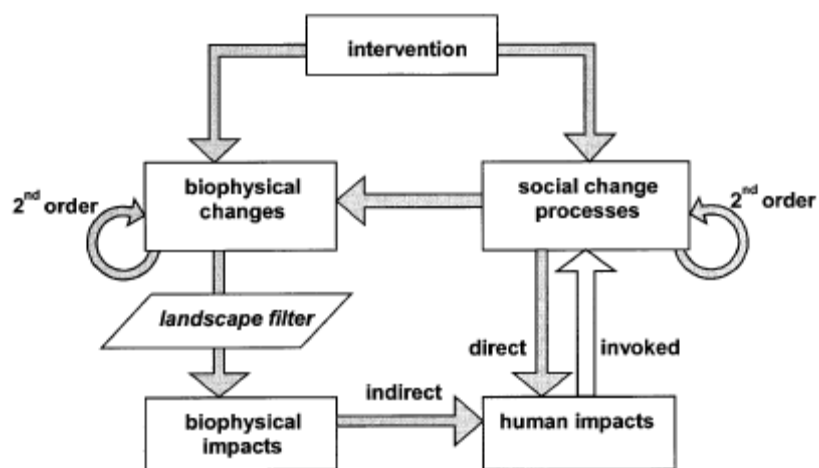 intervention
biophysical
changes
social change
processes
2nd order
2nd order
landscape filter
direct
invoked
indirect
biophysical
impacts
human impacts